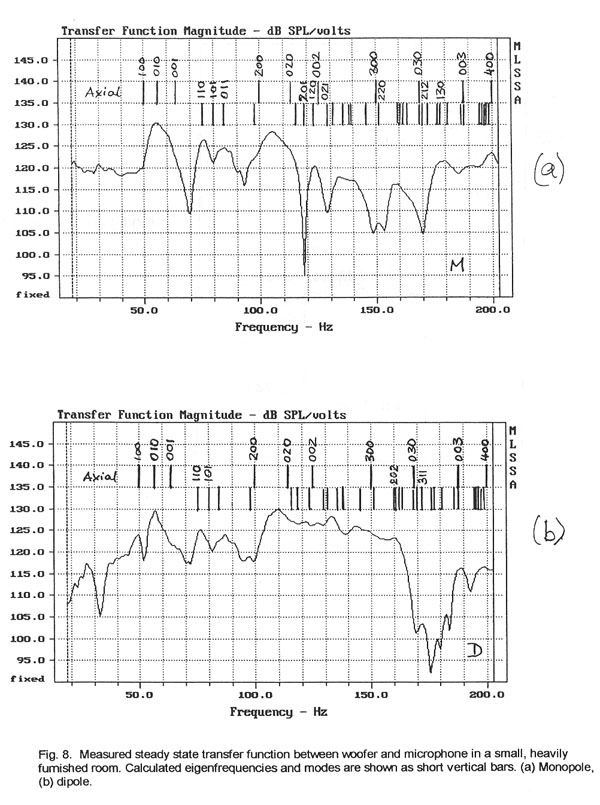 Transfer Function Magnitude - dB SPL/volts
M
L
S
S
A
145.0
140.0
135.0
130.0
125.0
120.0
115.0
110.0
105.0
100.0
95.0
fixed
Axial
100
010
001
200
020
002
300
030
003
400
110
101
011
201
120
021
220
212
130
M
(a)
50.0 100.0 150.0 200.0
Frequency - Hz
Transfer Function Magnitude - dB SPL/volts
M
L
S
S
A
145.0
140.0
135.0
130.0
125.0
120.0
115.0
110.0
105.0
100.0
95.0
fixed
Axial
100
010
001
200
020
002
300
030
003
400
110
101
202
311
D
(b)
50.0 100.0 150.0 200.0
Frequency - Hz
Fig. 8. Measured steady state transfer function between woofer and microphone in a small, heavily
furnished room. Calculated eigenfrequencies and modes are shown as short vertical bars. (a) Monopole,
(b) dipole.